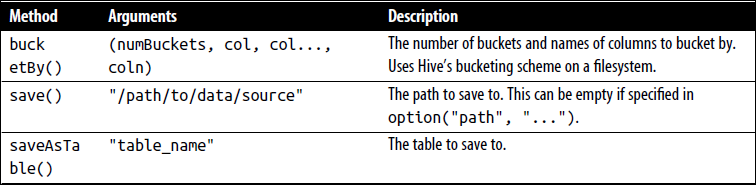 Method Arguments Description
buck (numBuckets, col, col..., The number of buckets and names of columns to bucket by.
etBy() coln) Uses Hive’s bucketing scheme on a filesystem.
save() "/path/to/data/source" The path to save to. This can be empty if specified in
option("path", "...").
saveAsTa "table_name" The table to save to.
ble()